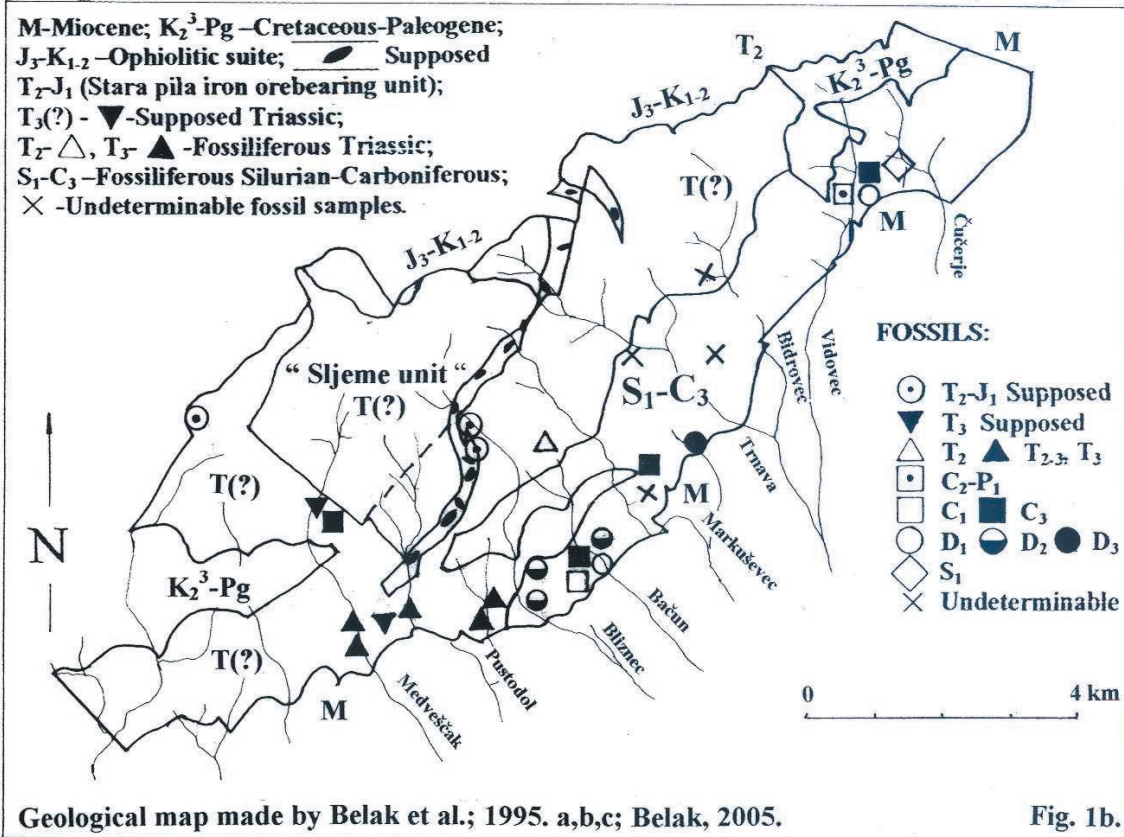 M-Miocene; K₂³-Pg –Cretaceous-Paleogene;
J₃-K₁₋₂ –Ophiolitic suite; Supposed
T₂-J₁ (Stara pila iron orebearing unit);
T₃(?) - ▼-Supposed Triassic;
T₂- △, T₃- ▲ -Fossiliferous Triassic;
S₁-C₃ –Fossiliferous Silurian-Carboniferous;
✕ -Undeterminable fossil samples.
T₂
M
K₂³-Pg
J₃-K₁₋₂
T(?)
M
Čučerje
J₃-K₁₋₂
Vidovec
Bidrovec
“ Sljeme unit “
T(?)
S₁-C₃
Trnava
M
T(?)
Markuševec
N
K₂³-Pg
Bačun
Bliznec
T(?)
Pustodol
Medveščak
M
FOSSILS:
T₂-J₁ Supposed
T₃ Supposed
T₂ T₂₋₃, T₃
C₂-P₁
C₁ C₃
D₁ D₂ D₃
S₁
Undeterminable
0 4 km
Geological map made by Belak et al.; 1995. a,b,c; Belak, 2005. Fig. 1b.